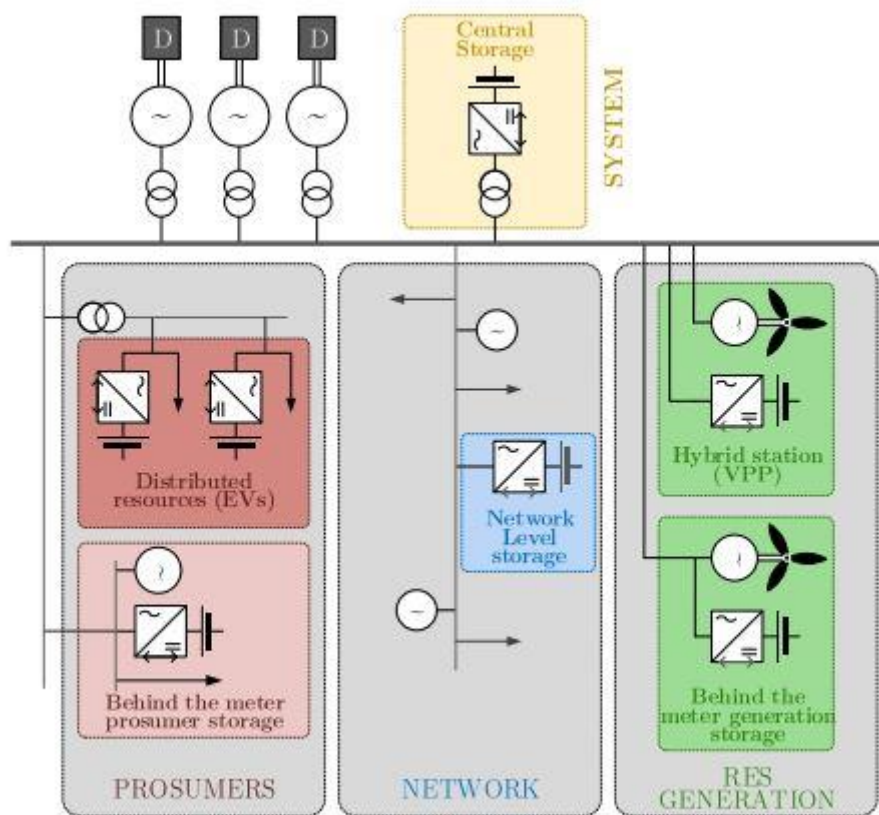 D
D
D
Central
Storage
SYSTEM
Distributed
resources (EVs)
Behind the meter
prosumer storage
PROSUMERS
Network
Level
storage
NETWORK
Hybrid station
(VPP)
Behind the
meter generation
storage
RES
GENERATION